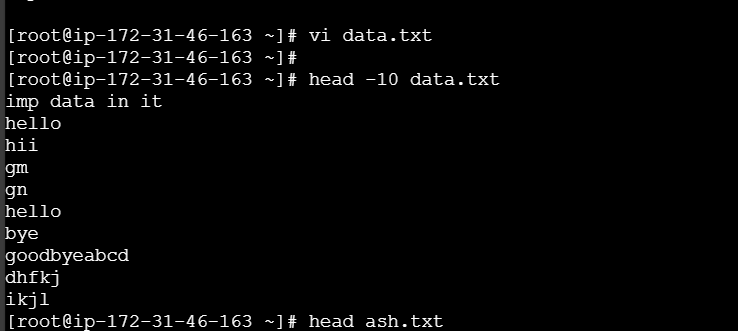 [root@ip-172-31-46-163 ~]# vi data.txt
[root@ip-172-31-46-163 ~]#
[root@ip-172-31-46-163 ~]# head -10 data.txt
imp data in it
hello
hii
gm
gn
hello
bye
goodbyeabcd
dhfkj
ikjl
[root@ip-172-31-46-163 ~]# head ash.txt